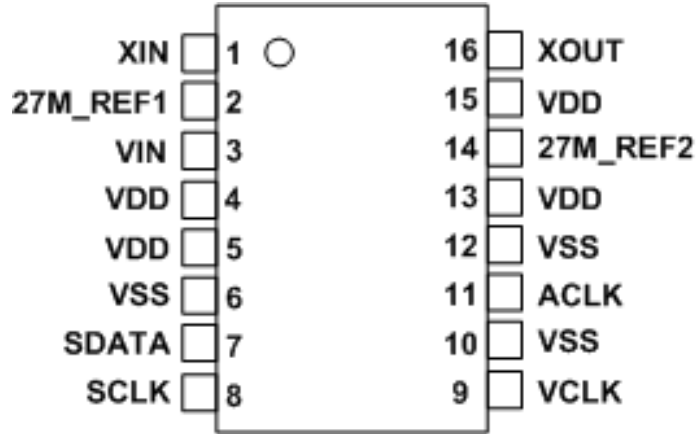 XIN 1 16 XOUT
27M_REF1 2 15 VDD
VIN 3 14 27M_REF2
VDD 4 13 VDD
VDD 5 12 VSS
VSS 6 11 ACLK
SDATA 7 10 VSS
SCLK 8 9 VCLK